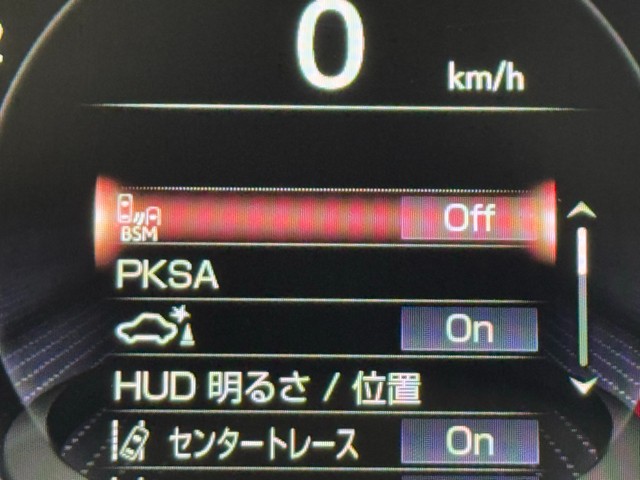 0
km/h
BSM Off
PKSA
On
HUD 明るさ / 位置
センタートレース On